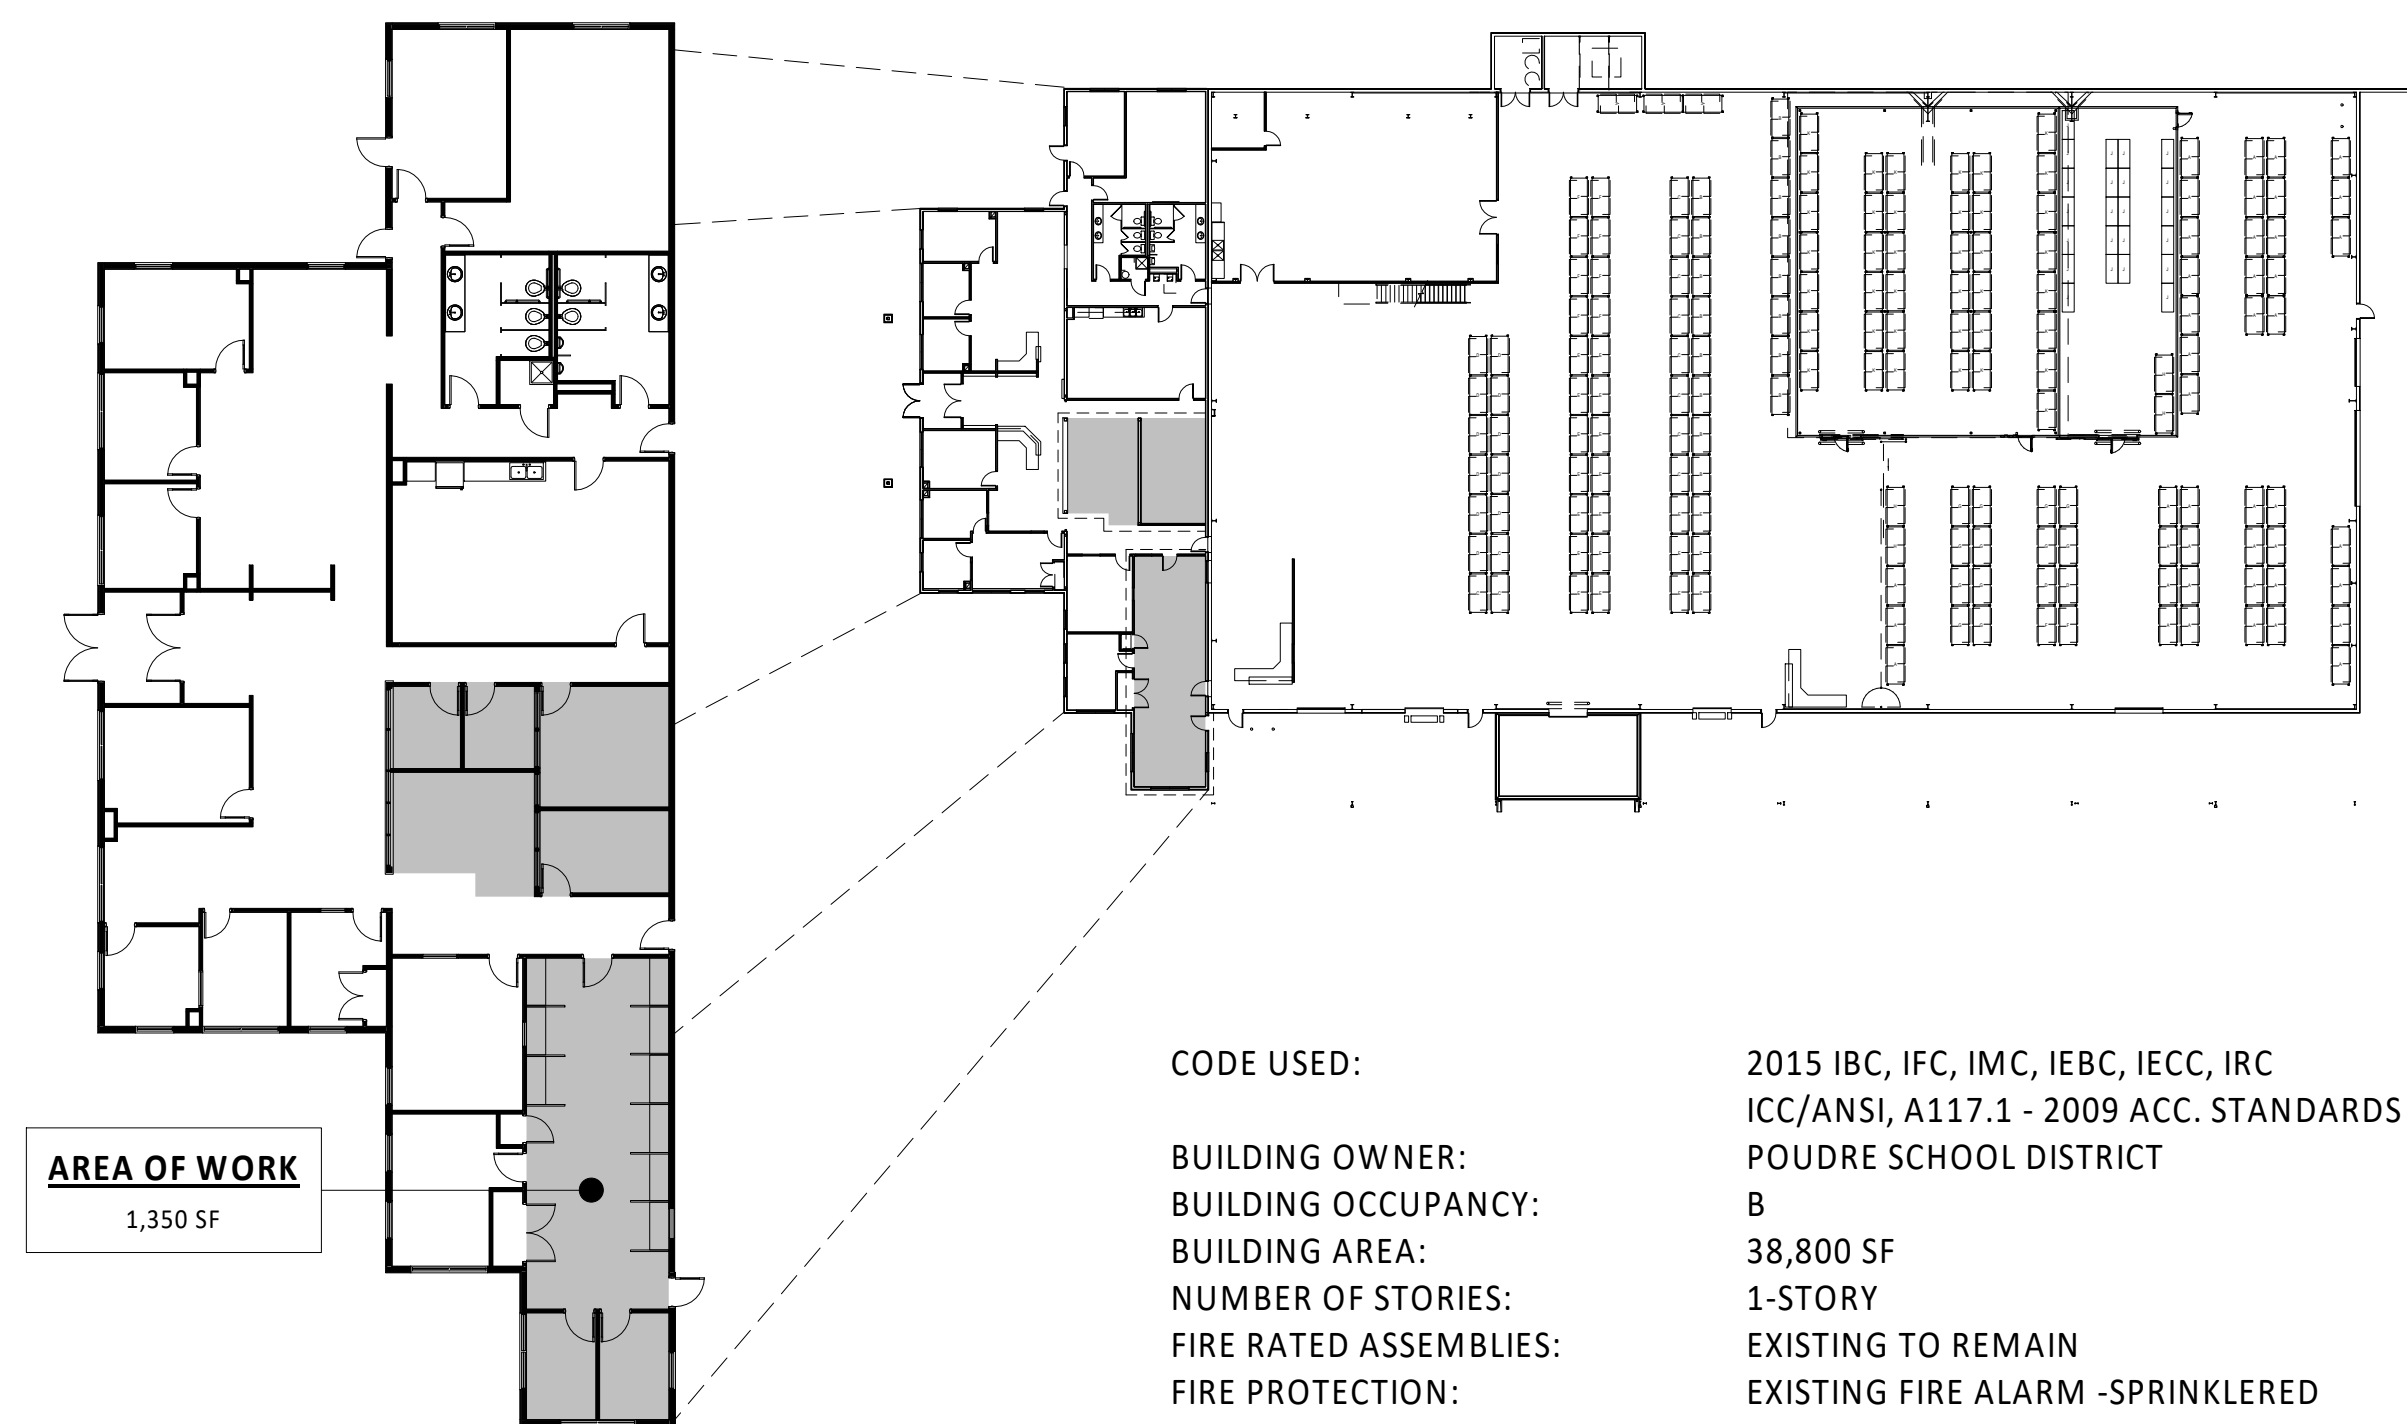 AREA OF WORK
1,350 SF
CODE USED: 2015 IBC, IFC, IMC, IEBC, IECC, IRC
ICC/ANSI, A117.1 - 2009 ACC. STANDARDS
BUILDING OWNER: POUDRE SCHOOL DISTRICT
BUILDING OCCUPANCY: B
BUILDING AREA: 38,800 SF
NUMBER OF STORIES: 1-STORY
FIRE RATED ASSEMBLIES: EXISTING TO REMAIN
FIRE PROTECTION: EXISTING FIRE ALARM -SPRINKLERED